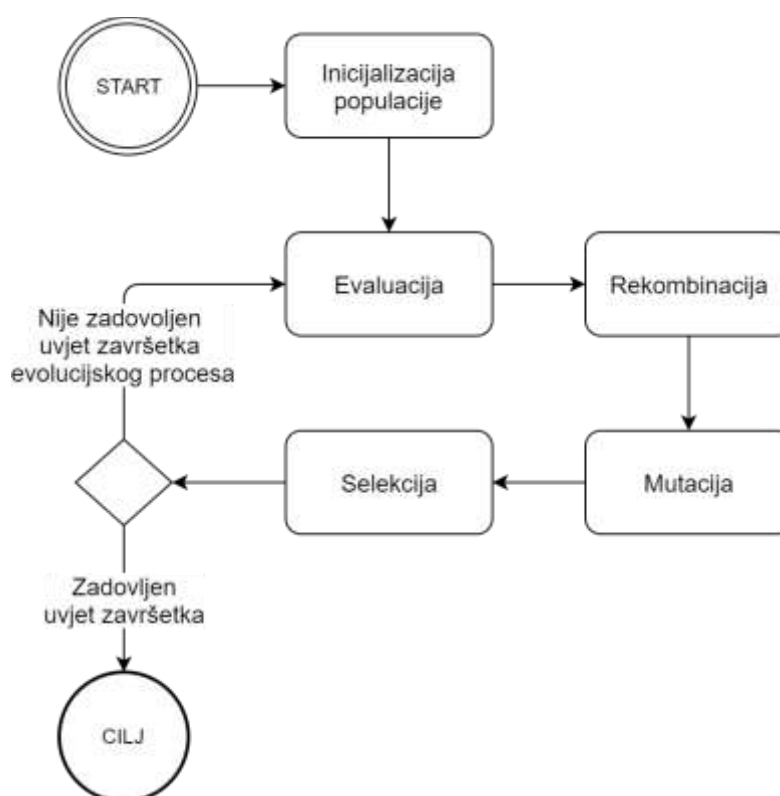 START
Inicijalizacija
populacije
Evaluacija
Rekombinacija
Nije zadovoljen
uvjet završetka
evolucijskog procesa
Selekcija
Mutacija
Zadovljen
uvjet završetka
CILJ